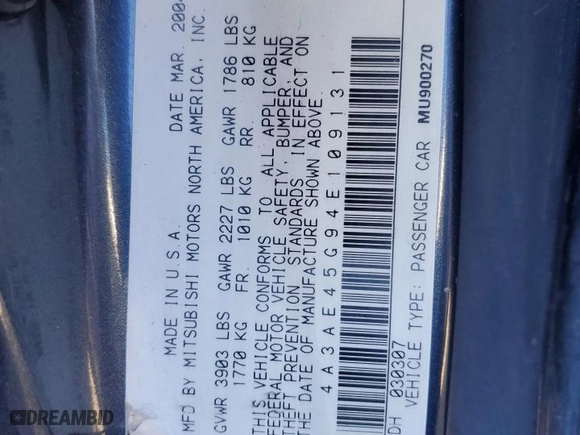 MADE IN U.S.A. DATE MAR. 2004
MFD BY MITSUBISHI MOTORS NORTH AMERICA, INC.
GVWR 3903 LBS GAWR 2227 LBS GAWR 1786 LBS
1770 KG FR. 1010 KG RR. 810 KG
THIS VEHICLE CONFORMS TO ALL APPLICABLE
FEDERAL MOTOR VEHICLE SAFETY, BUMPER, AND
THEFT PREVENTION STANDARDS IN EFFECT ON
THE DATE OF MANUFACTURE SHOWN ABOVE.
4A3AE45G94E109131
DH 030307
VEHICLE TYPE: PASSENGER CAR MU900270
DREAMBID